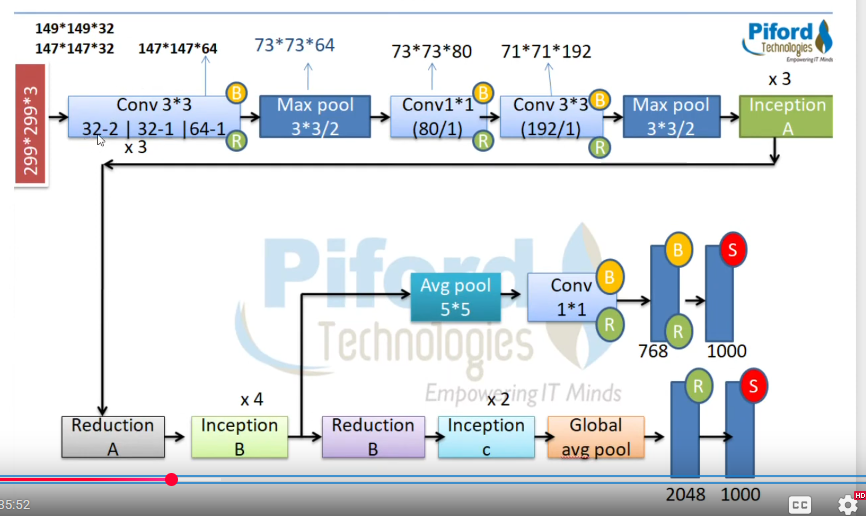 149*149*32
147*147*32
147*147*64
73*73*64
73*73*80
71*71*192
Piford
Technologies
Empowering IT Minds
x 3
299*299*3
Conv 3*3
32-2 | 32-1 |64-1
x 3
B
R
Max pool
3*3/2
Conv1*1
(80/1)
B
R
Conv 3*3
(192/1)
B
R
Max pool
3*3/2
Inception
A
Piford
Technologies
Empowering IT Minds
Avg pool
5*5
Conv
1*1
B
R
B
R
768
S
1000
Reduction
A
x 4
Inception
B
Reduction
B
x 2
Inception
c
Global
avg pool
R
2048
S
1000
35:52
CC
HD